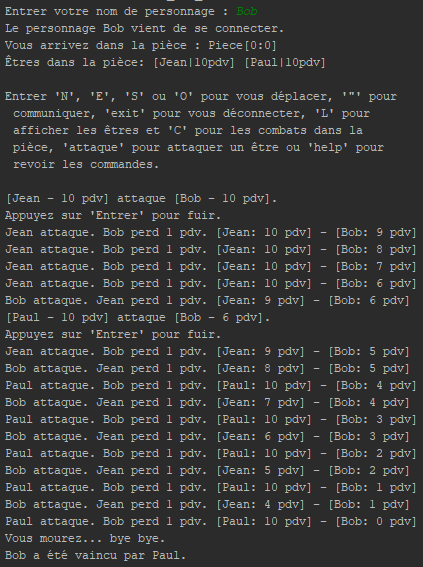 Entrer votre nom de personnage : Bob
Le personnage Bob vient de se connecter.
Vous arrivez dans la pièce : Piece[0:0]
Êtres dans la pièce: [Jean|10pdv] [Paul|10pdv]
Entrer 'N', 'E', 'S' ou 'O' pour vous déplacer, '"' pour
communiquer, 'exit' pour vous déconnecter, 'L' pour
afficher les êtres et 'C' pour les combats dans la
pièce, 'attaque' pour attaquer un être ou 'help' pour
revoir les commandes.
[Jean - 10 pdv] attaque [Bob - 10 pdv].
Appuyez sur 'Entrer' pour fuir.
Jean attaque. Bob perd 1 pdv. [Jean: 10 pdv] - [Bob: 9 pdv]
Jean attaque. Bob perd 1 pdv. [Jean: 10 pdv] - [Bob: 8 pdv]
Jean attaque. Bob perd 1 pdv. [Jean: 10 pdv] - [Bob: 7 pdv]
Jean attaque. Bob perd 1 pdv. [Jean: 10 pdv] - [Bob: 6 pdv]
Bob attaque. Jean perd 1 pdv. [Jean: 9 pdv] - [Bob: 6 pdv]
[Paul - 10 pdv] attaque [Bob - 6 pdv].
Appuyez sur 'Entrer' pour fuir.
Jean attaque. Bob perd 1 pdv. [Jean: 9 pdv] - [Bob: 5 pdv]
Bob attaque. Jean perd 1 pdv. [Jean: 8 pdv] - [Bob: 5 pdv]
Paul attaque. Bob perd 1 pdv. [Paul: 10 pdv] - [Bob: 4 pdv]
Bob attaque. Jean perd 1 pdv. [Jean: 7 pdv] - [Bob: 4 pdv]
Paul attaque. Bob perd 1 pdv. [Paul: 10 pdv] - [Bob: 3 pdv]
Bob attaque. Jean perd 1 pdv. [Jean: 6 pdv] - [Bob: 3 pdv]
Paul attaque. Bob perd 1 pdv. [Paul: 10 pdv] - [Bob: 2 pdv]
Bob attaque. Jean perd 1 pdv. [Jean: 5 pdv] - [Bob: 2 pdv]
Paul attaque. Bob perd 1 pdv. [Paul: 10 pdv] - [Bob: 1 pdv]
Bob attaque. Jean perd 1 pdv. [Jean: 4 pdv] - [Bob: 1 pdv]
Paul attaque. Bob perd 1 pdv. [Paul: 10 pdv] - [Bob: 0 pdv]
Vous mourez... bye bye.
Bob a été vaincu par Paul.